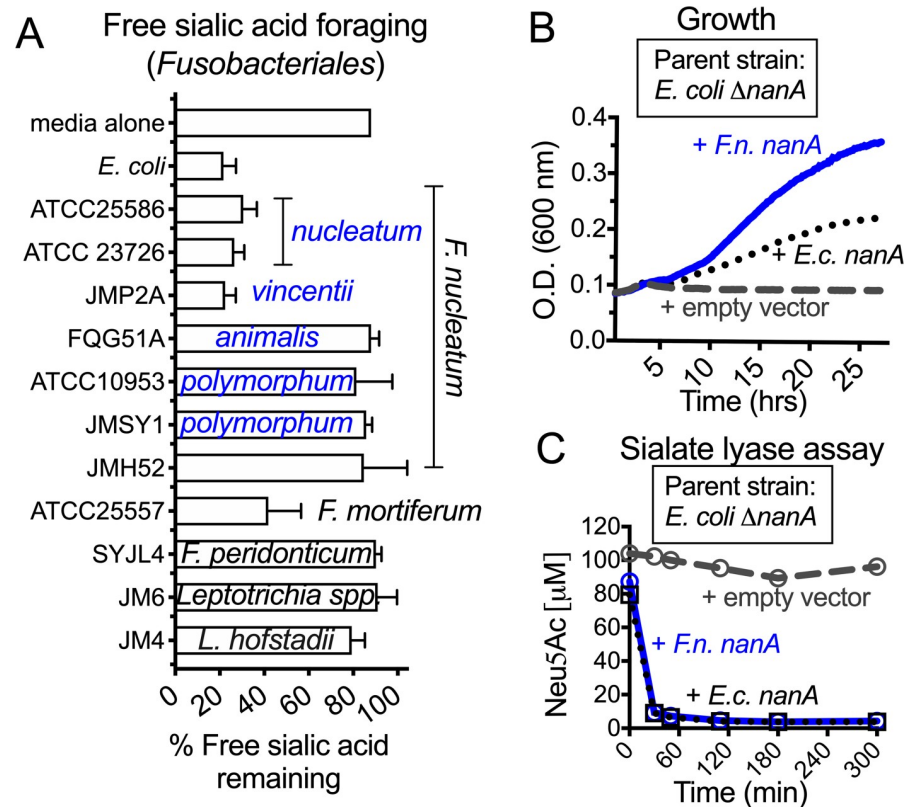 A
Free sialic acid foraging
(Fusobacteriales)
media alone
E. coli
ATCC25586
ATCC 23726
nucleatum
JMP2A
vincentii
FQG51A
animalis
ATCC10953
polymorphum
JMSY1
polymorphum
JMH52
F. nucleatum
ATCC25557
F. mortiferum
SYJL4
F. peridonticum
JM6
Leptotrichia spp.
JM4
L. hofstadii
0 20 40 60 80 100
% Free sialic acid
remaining
B
Growth
Parent strain:
E. coli ΔnanA
0.4
0.3
0.2
0.1
0.0
O.D. (600 nm)
+ F.n. nanA
+ E.c. nanA
+ empty vector
5 10 15 20 25
Time (hrs)
C
Sialate lyase assay
Parent strain:
E. coli ΔnanA
120
100
80
60
40
20
0
Neu5Ac [µM]
+ empty vector
+ F.n. nanA
+ E.c. nanA
0 60 120 180 240 300
Time (min)